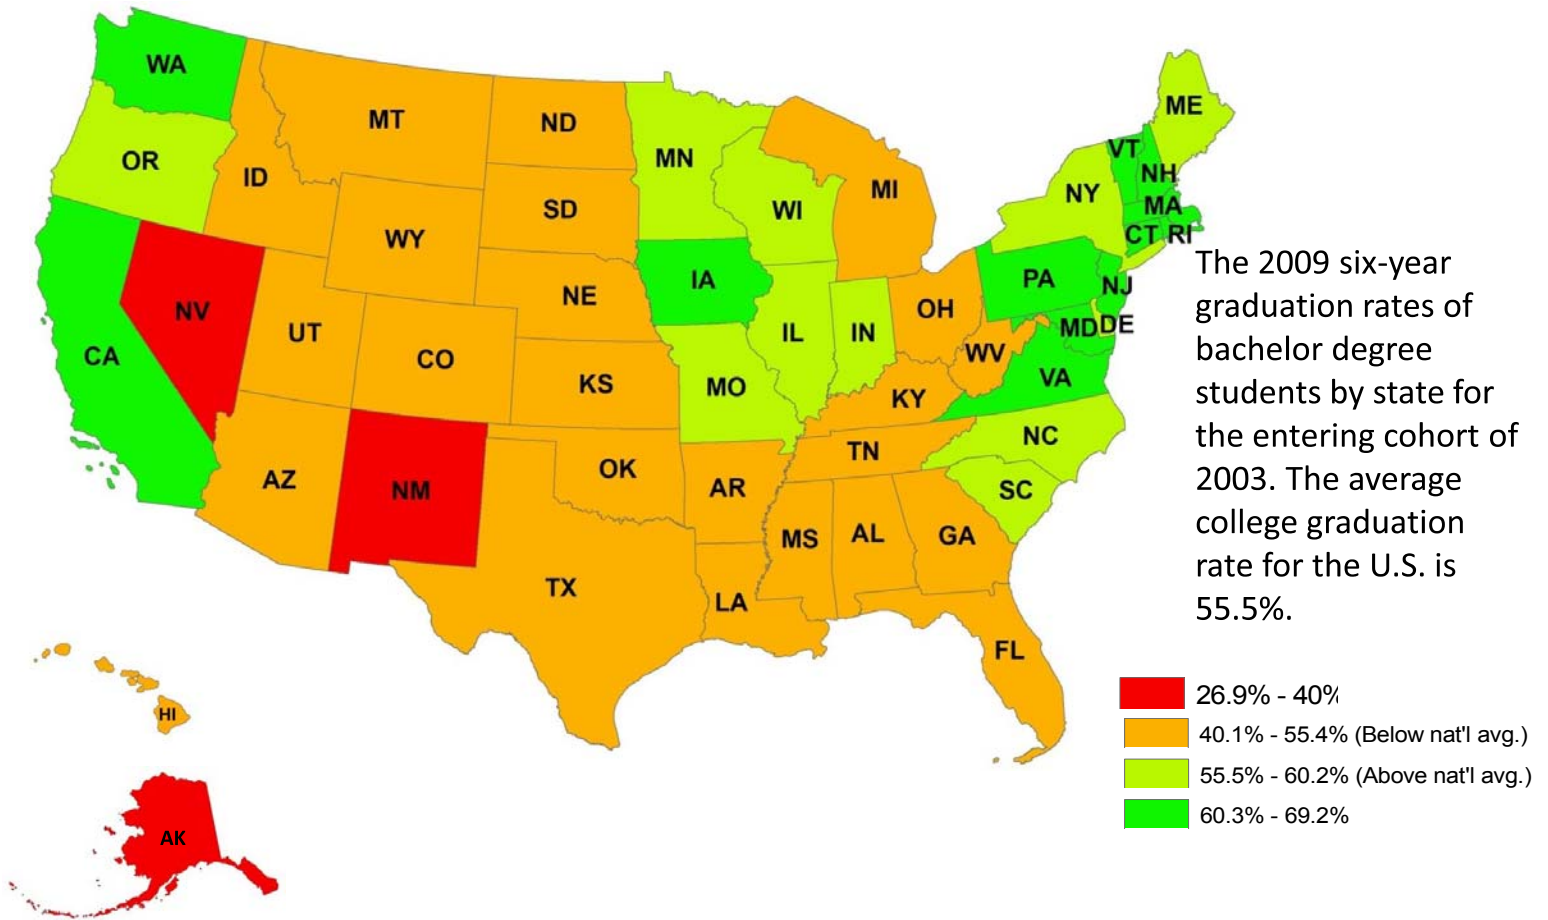 WA
MT
ND
MN
ME
VT
NH
OR
ID
SD
WI
MI
NY
MA
CT
RI
WY
IA
PA
NJ
NV
UT
NE
IL
IN
OH
MD
DE
CA
CO
KS
MO
WV
VA
KY
NC
TN
AZ
NM
OK
AR
SC
MS
AL
GA
TX
LA
FL
HI
AK
The 2009 six-year
graduation rates of
bachelor degree
students by state for
the entering cohort of
2003. The average
college graduation
rate for the U.S. is
55.5%.
26.9% - 40%
40.1% - 55.4% (Below nat'l avg.)
55.5% - 60.2% (Above nat'l avg.)
60.3% - 69.2%